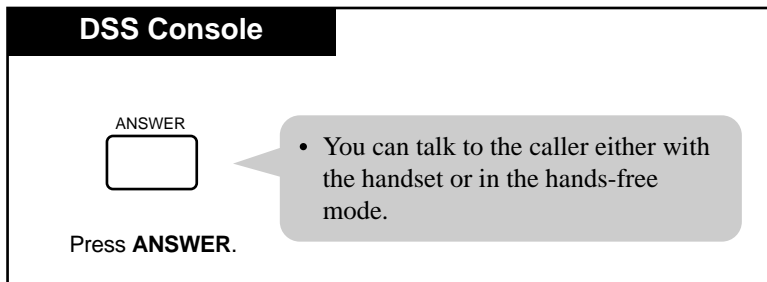 DSS Console
ANSWER
• You can talk to the caller either with
the handset or in the hands-free
mode.
Press ANSWER.